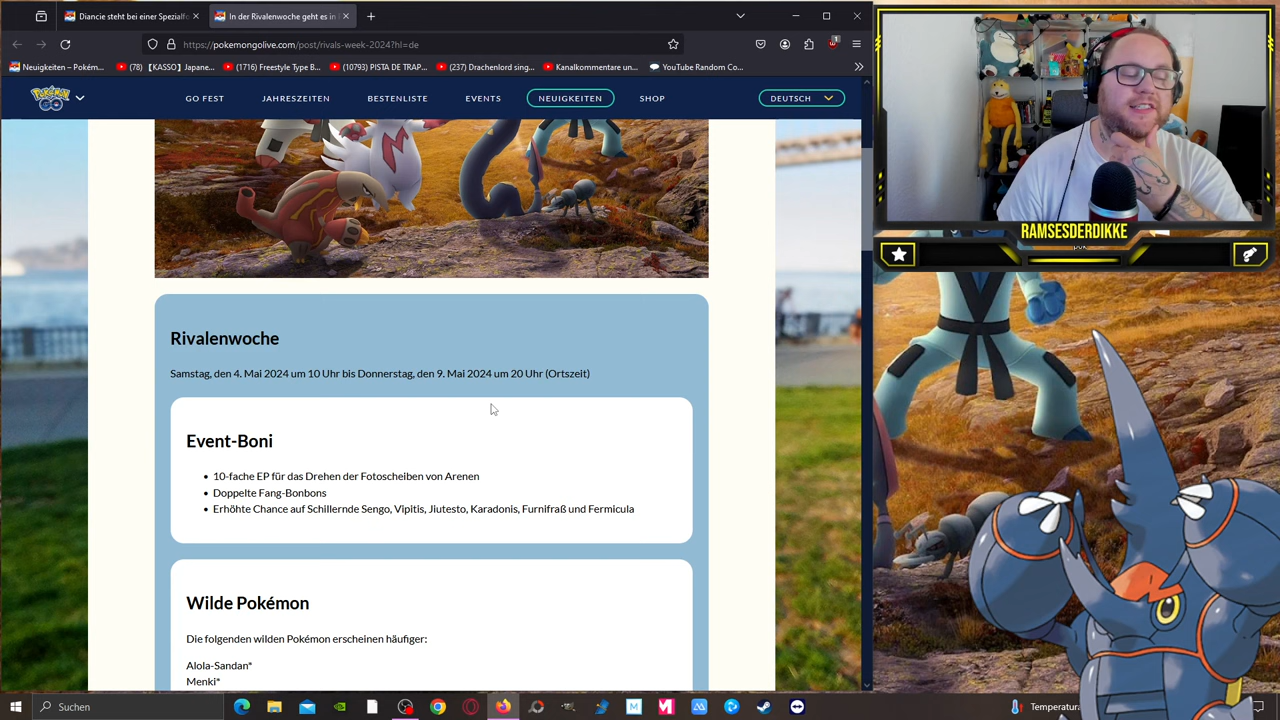 Diancie steht bei einer Spezialfo
In der Rivalenwoche geht es in
https://pokemongolive.com/post/rivals-week-2024?hl=de
1
Neuigkeiten – Pokém...
(78) 【KASSO】Japane...
(1716) Freestyle Type B...
(10793) PISTA DE TRAP...
(237) Drachenlord sing...
Kanalkommentare un...
YouTube Random Co...
POKÉMON GO
GO FEST
JAHRESZEITEN
BESTENLISTE
EVENTS
NEUIGKEITEN
SHOP
DEUTSCH
RAMSESDERDIKKE
Rivalenwoche
Samstag, den 4. Mai 2024 um 10 Uhr bis Donnerstag, den 9. Mai 2024 um 20 Uhr (Ortszeit)
Event-Boni
• 10-fache EP für das Drehen der Fotoscheiben von Arenen
• Doppelte Fang-Bonbons
• Erhöhte Chance auf Schillernde Sengo, Vipitis, Jiutesto, Karadonis, Furnifraß und Fermicula
Wilde Pokémon
Die folgenden wilden Pokémon erscheinen häufiger:
Alola-Sandan*
Menki*
Suchen
Temperatur